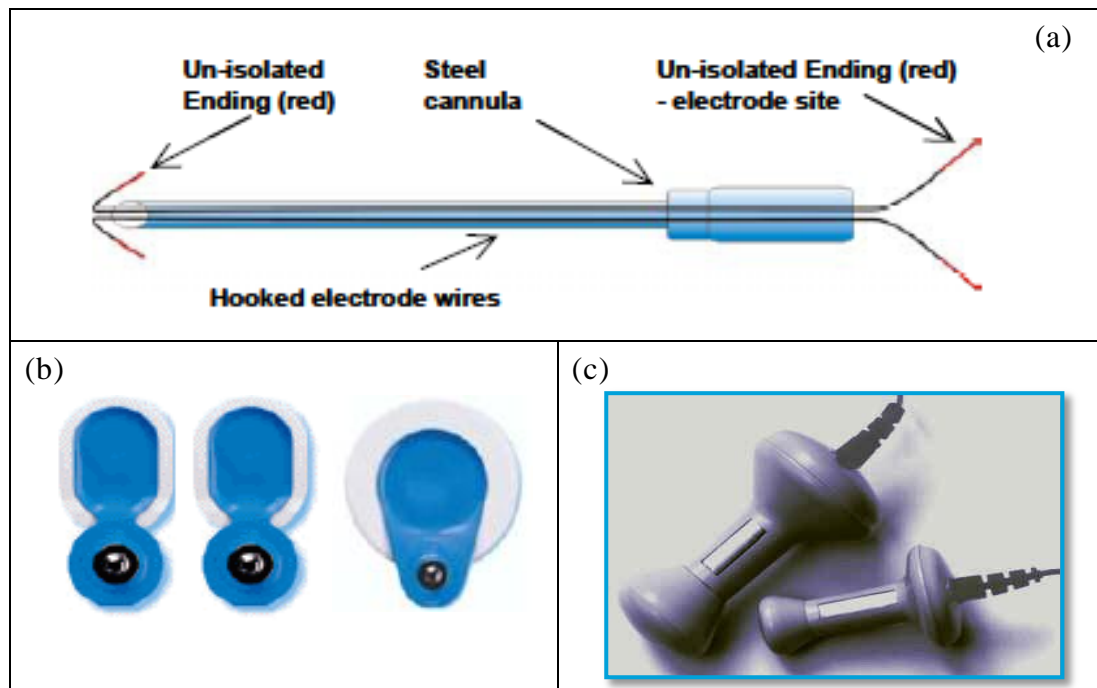 (a)
Un-isolated
Ending (red)
Steel
cannula
Un-isolated Ending (red)
- electrode site
Hooked electrode wires
(b)
(c)